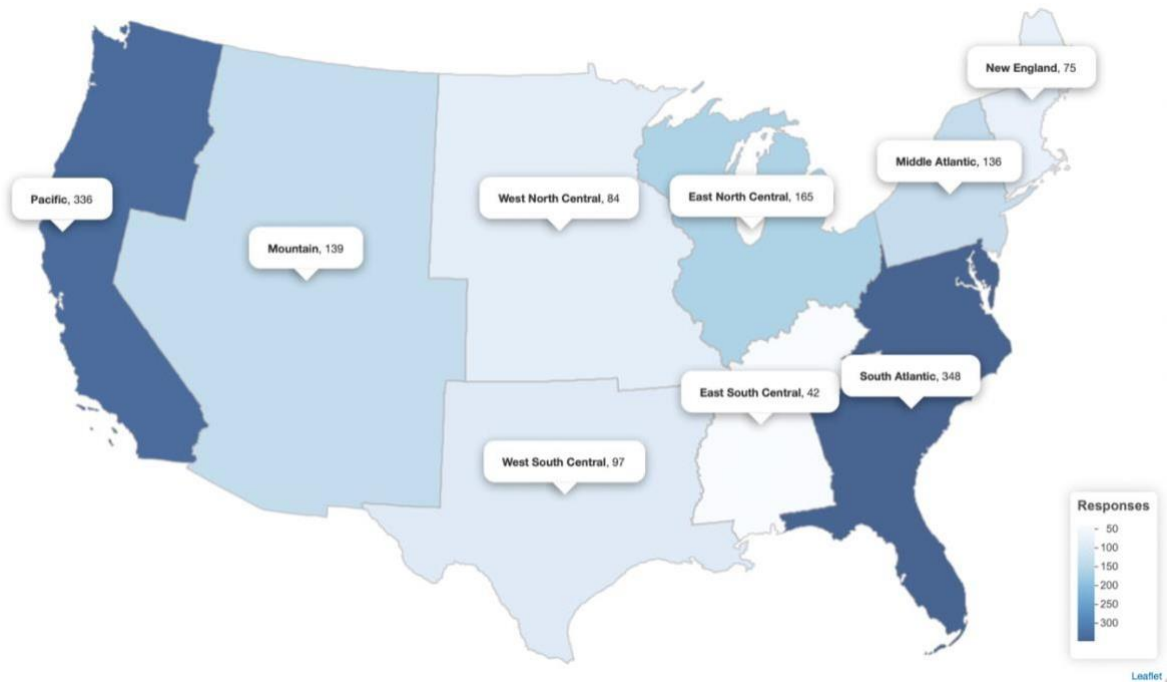 New England, 75
Middle Atlantic, 136
Pacific, 336
West North Central, 84
East North Central, 165
Mountain, 139
South Atlantic, 348
East South Central, 42
West South Central, 97
Responses
50
100
150
200
250
300
Leaflet